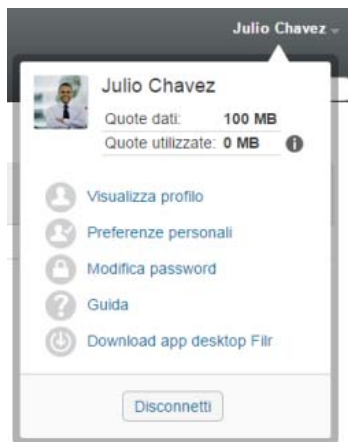 Julio Chavez
Julio Chavez
Quote dati: 100 MB
Quote utilizzate: 0 MB
Visualizza profilo
Preferenze personali
Modifica password
Guida
Download app desktop Filr
Disconnetti